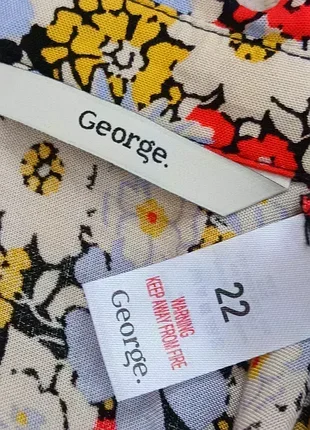 George.
22
WARNING
KEEP AWAY FROM FIRE
George.